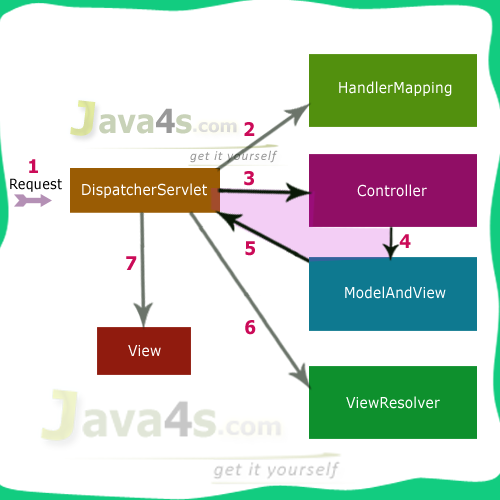 HandlerMapping
Java4s.com
2
get it yourself
1
Request
DispatcherServlet
3
Controller
4
5
7
ModelAndView
6
View
ViewResolver
Java4s.com
get it yourself